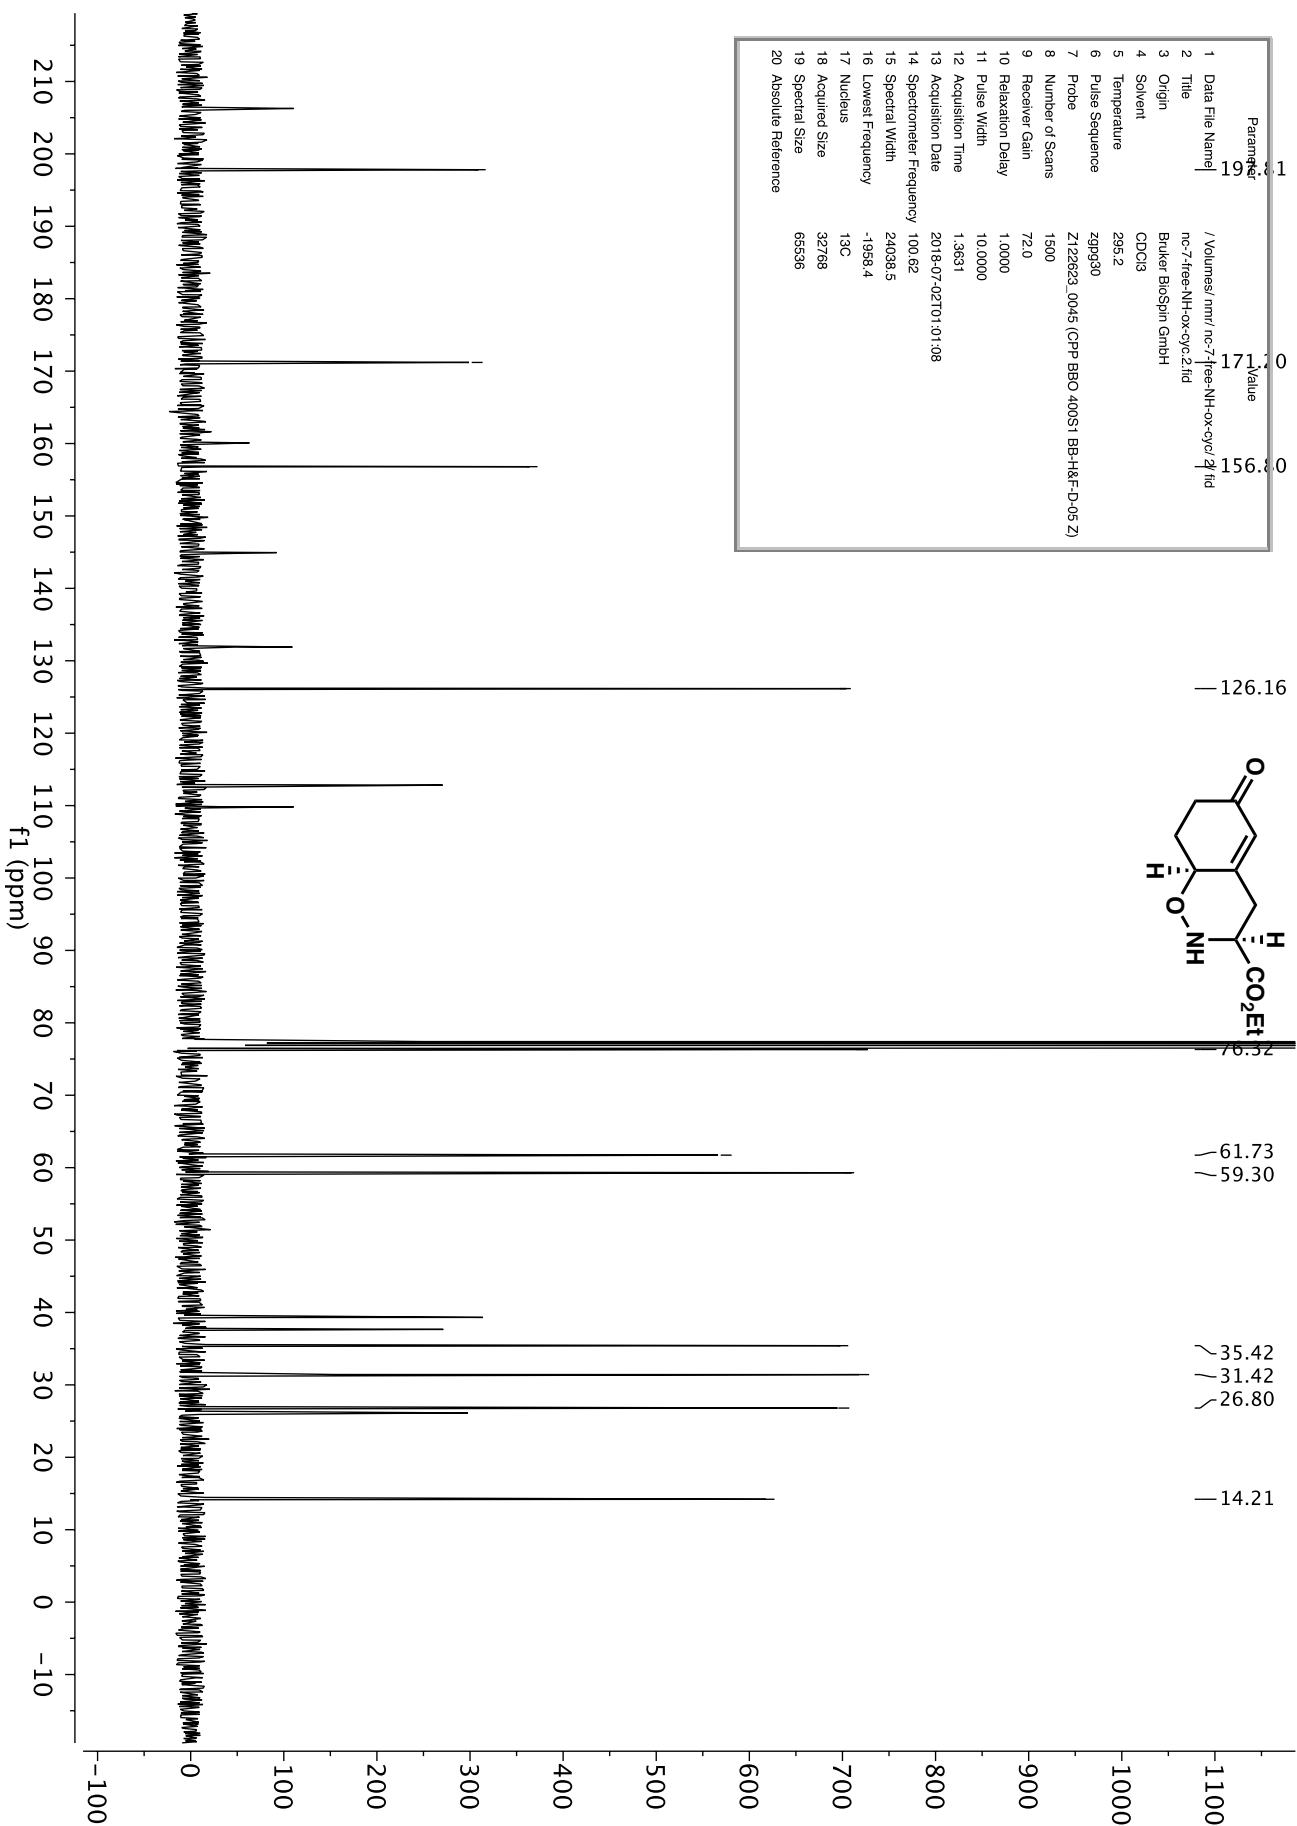 Parameter Value
1 Data File Name / Volumes/ nmr/ nc-7-free-NH-ox-cyc/ 2/ fid
2 Title nc-7-free-NH-ox-cyc.2.fid
3 Origin Bruker BioSpin GmbH
4 Solvent CDCl3
5 Temperature 295.2
6 Pulse Sequence zgpg30
7 Probe Z122623_0045 (CPP BBO 400S1 BB-H&F-D-05 Z)
8 Number of Scans 1500
9 Receiver Gain 72.0
10 Relaxation Delay 1.0000
11 Pulse Width 10.0000
12 Acquisition Time 1.3631
13 Acquisition Date 2018-07-02T01:01:08
14 Spectrometer Frequency 100.62
15 Spectral Width 24038.5
16 Lowest Frequency -1958.4
17 Nucleus 13C
18 Acquired Size 32768
19 Spectral Size 65536
20 Absolute Reference
197.81
171.20
156.80
126.16
76.32
61.73
59.30
35.42
31.42
26.80
14.21
O
H
O
NH
H
CO2Et
1100
1000
900
800
700
600
500
400
300
200
100
0
-100
210 200 190 180 170 160 150 140 130 120 110 100 90 80 70 60 50 40 30 20 10 0 -10
f1 (ppm)